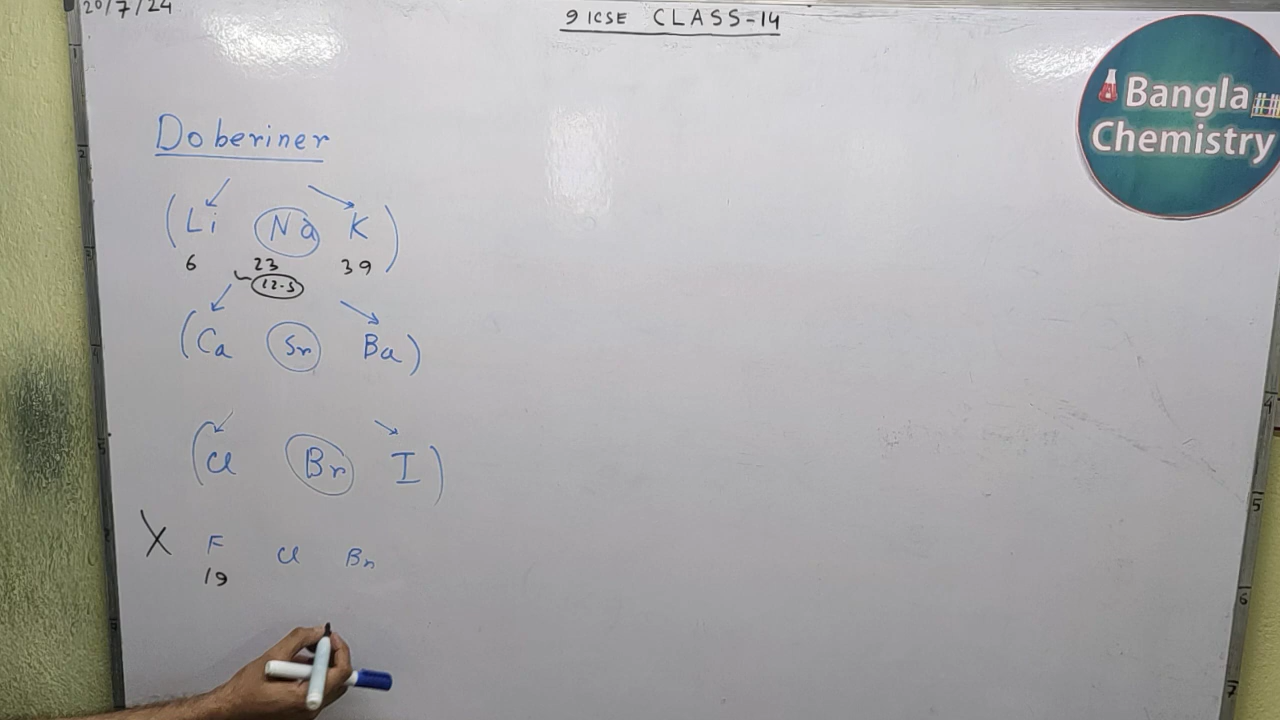 20/7/24
9 ICSE CLASS-14
Bangla
Chemistry
Doberiner
(Li Na K)
6 23 39
22.5
(Ca Sr Ba)
(Cl Br I)
X F Cl Br
19